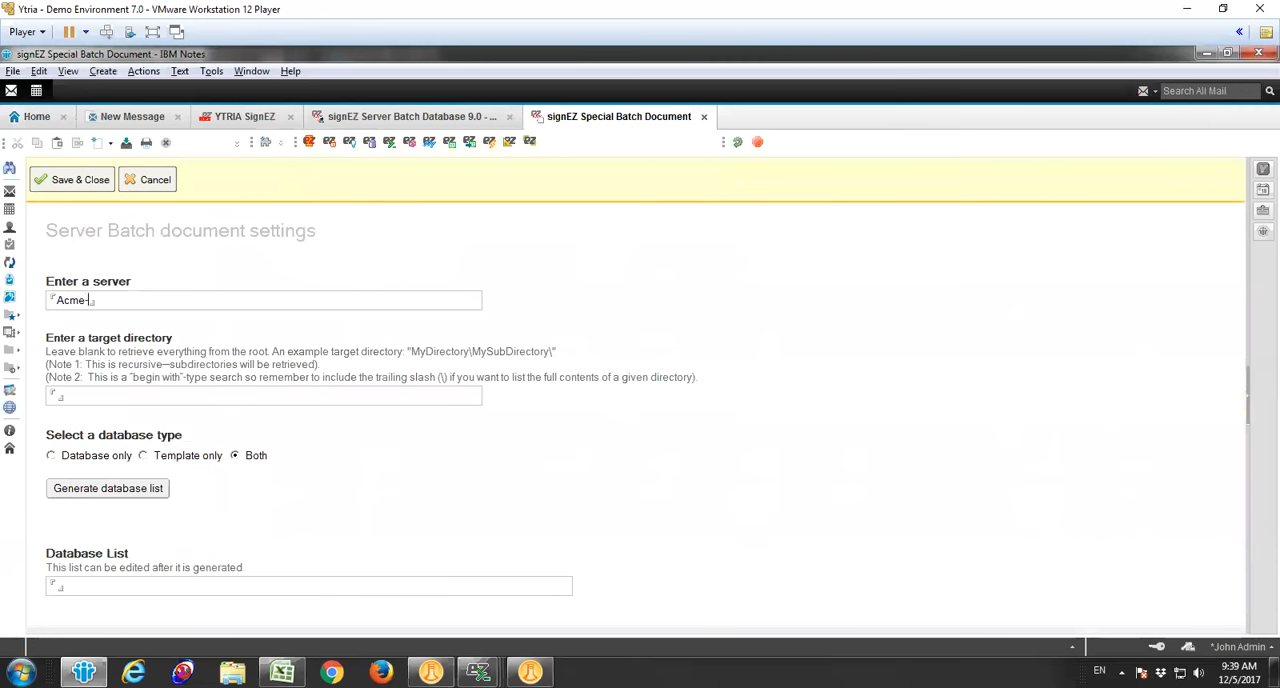 Ytria - Demo Environment 7.0 - VMware Workstation 12 Player
Player
signEZ Special Batch Document - IBM Notes
File Edit View Create Actions Text Tools Window Help
Search All Mail
Home New Message YTRIA SignEZ signEZ Server Batch Database 9.0 - ... signEZ Special Batch Document
Save & Close Cancel
Server Batch document settings
Enter a server
Acme-
Enter a target directory
Leave blank to retrieve everything from the root. An example target directory: "MyDirectory\MySubDirectory\"
(Note 1: This is recursive—subdirectories will be retrieved).
(Note 2: This is a "begin with"-type search so remember to include the trailing slash (\) if you want to list the full contents of a given directory).
Select a database type
Database only Template only Both
Generate database list
Database List
This list can be edited after it is generated.
*John Admin
EN 9:39 AM
12/5/2017